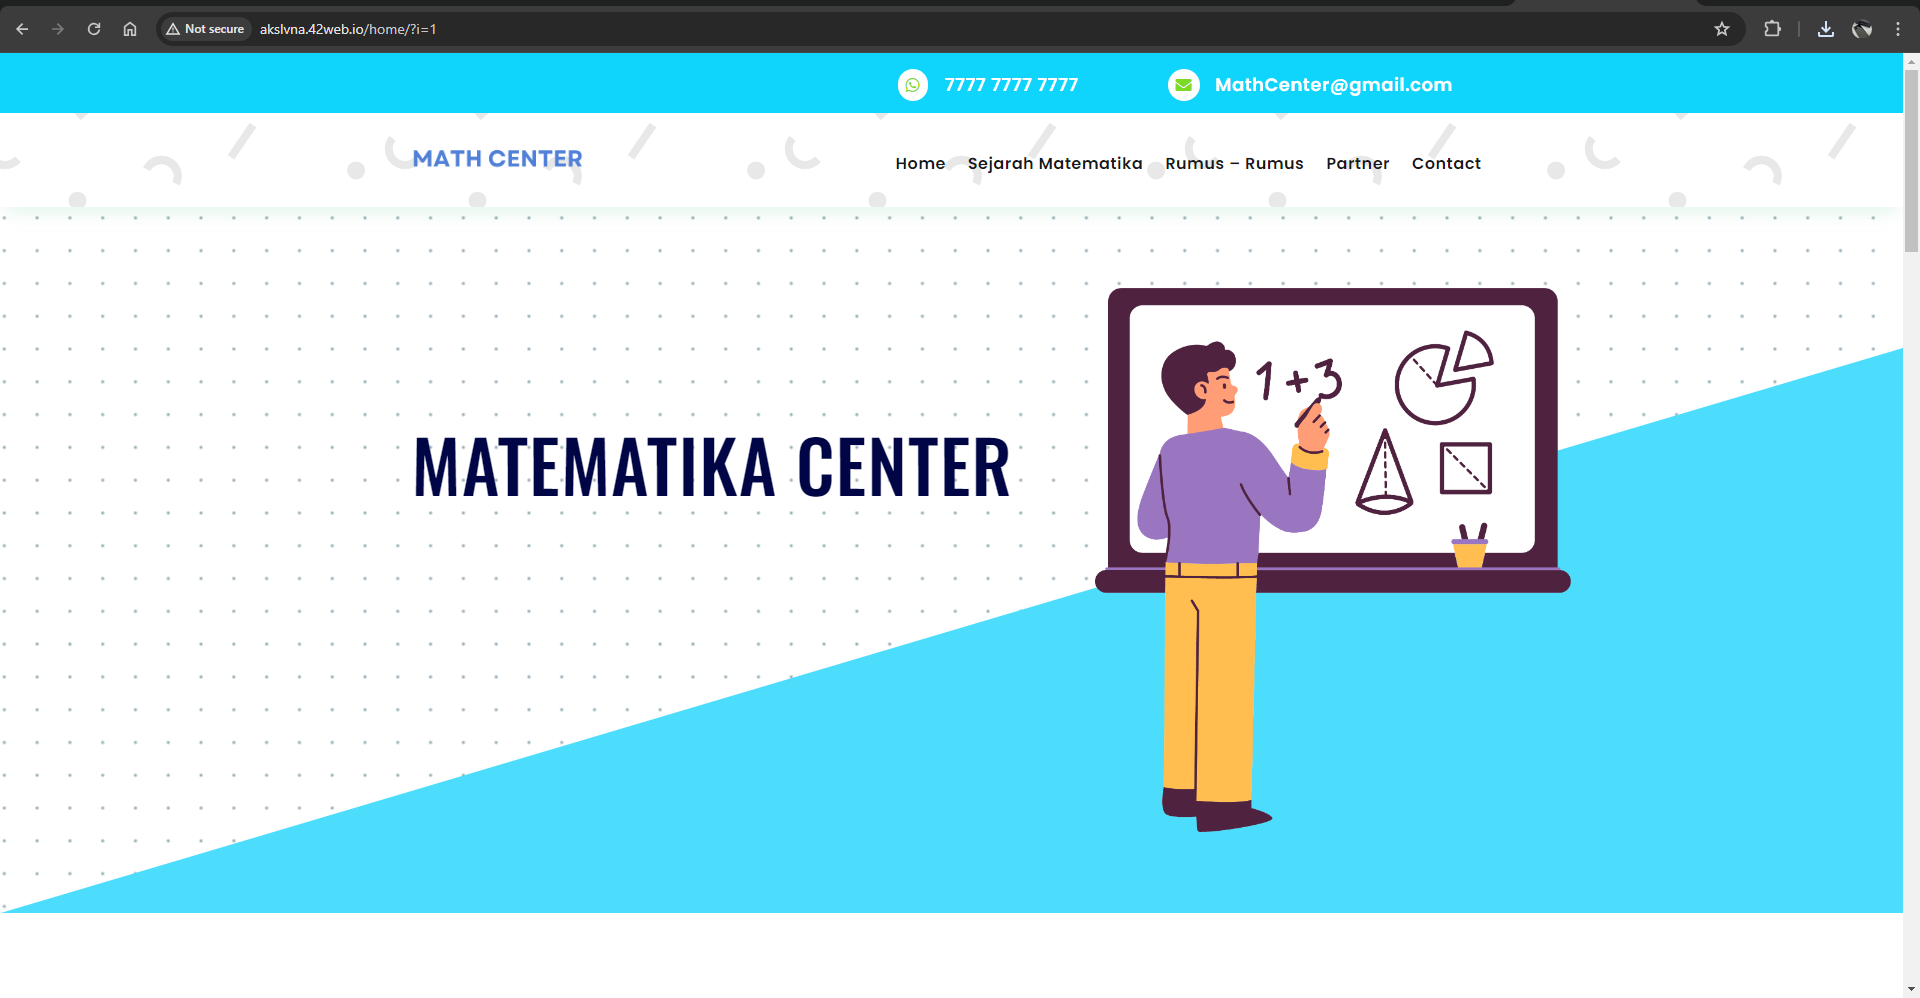 Not secure akslvna.42web.io/home/?i=1
7777 7777 7777 MathCenter@gmail.com
MATH CENTER Home Sejarah Matematika Rumus – Rumus Partner Contact
MATEMATIKA CENTER
1+3